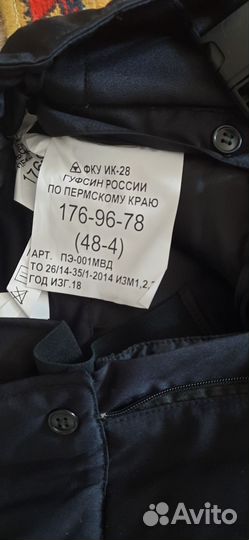 ФКУ ИК-28
ГУФСИН РОССИИ
ПО ПЕРМСКОМУ КРАЮ
176-96-78
(48-4)
АРТ. ПЭ-001МВД
ТО 26/14-35/1-2014 ИЗМ1,2,
ГОД ИЗГ.18
Avito